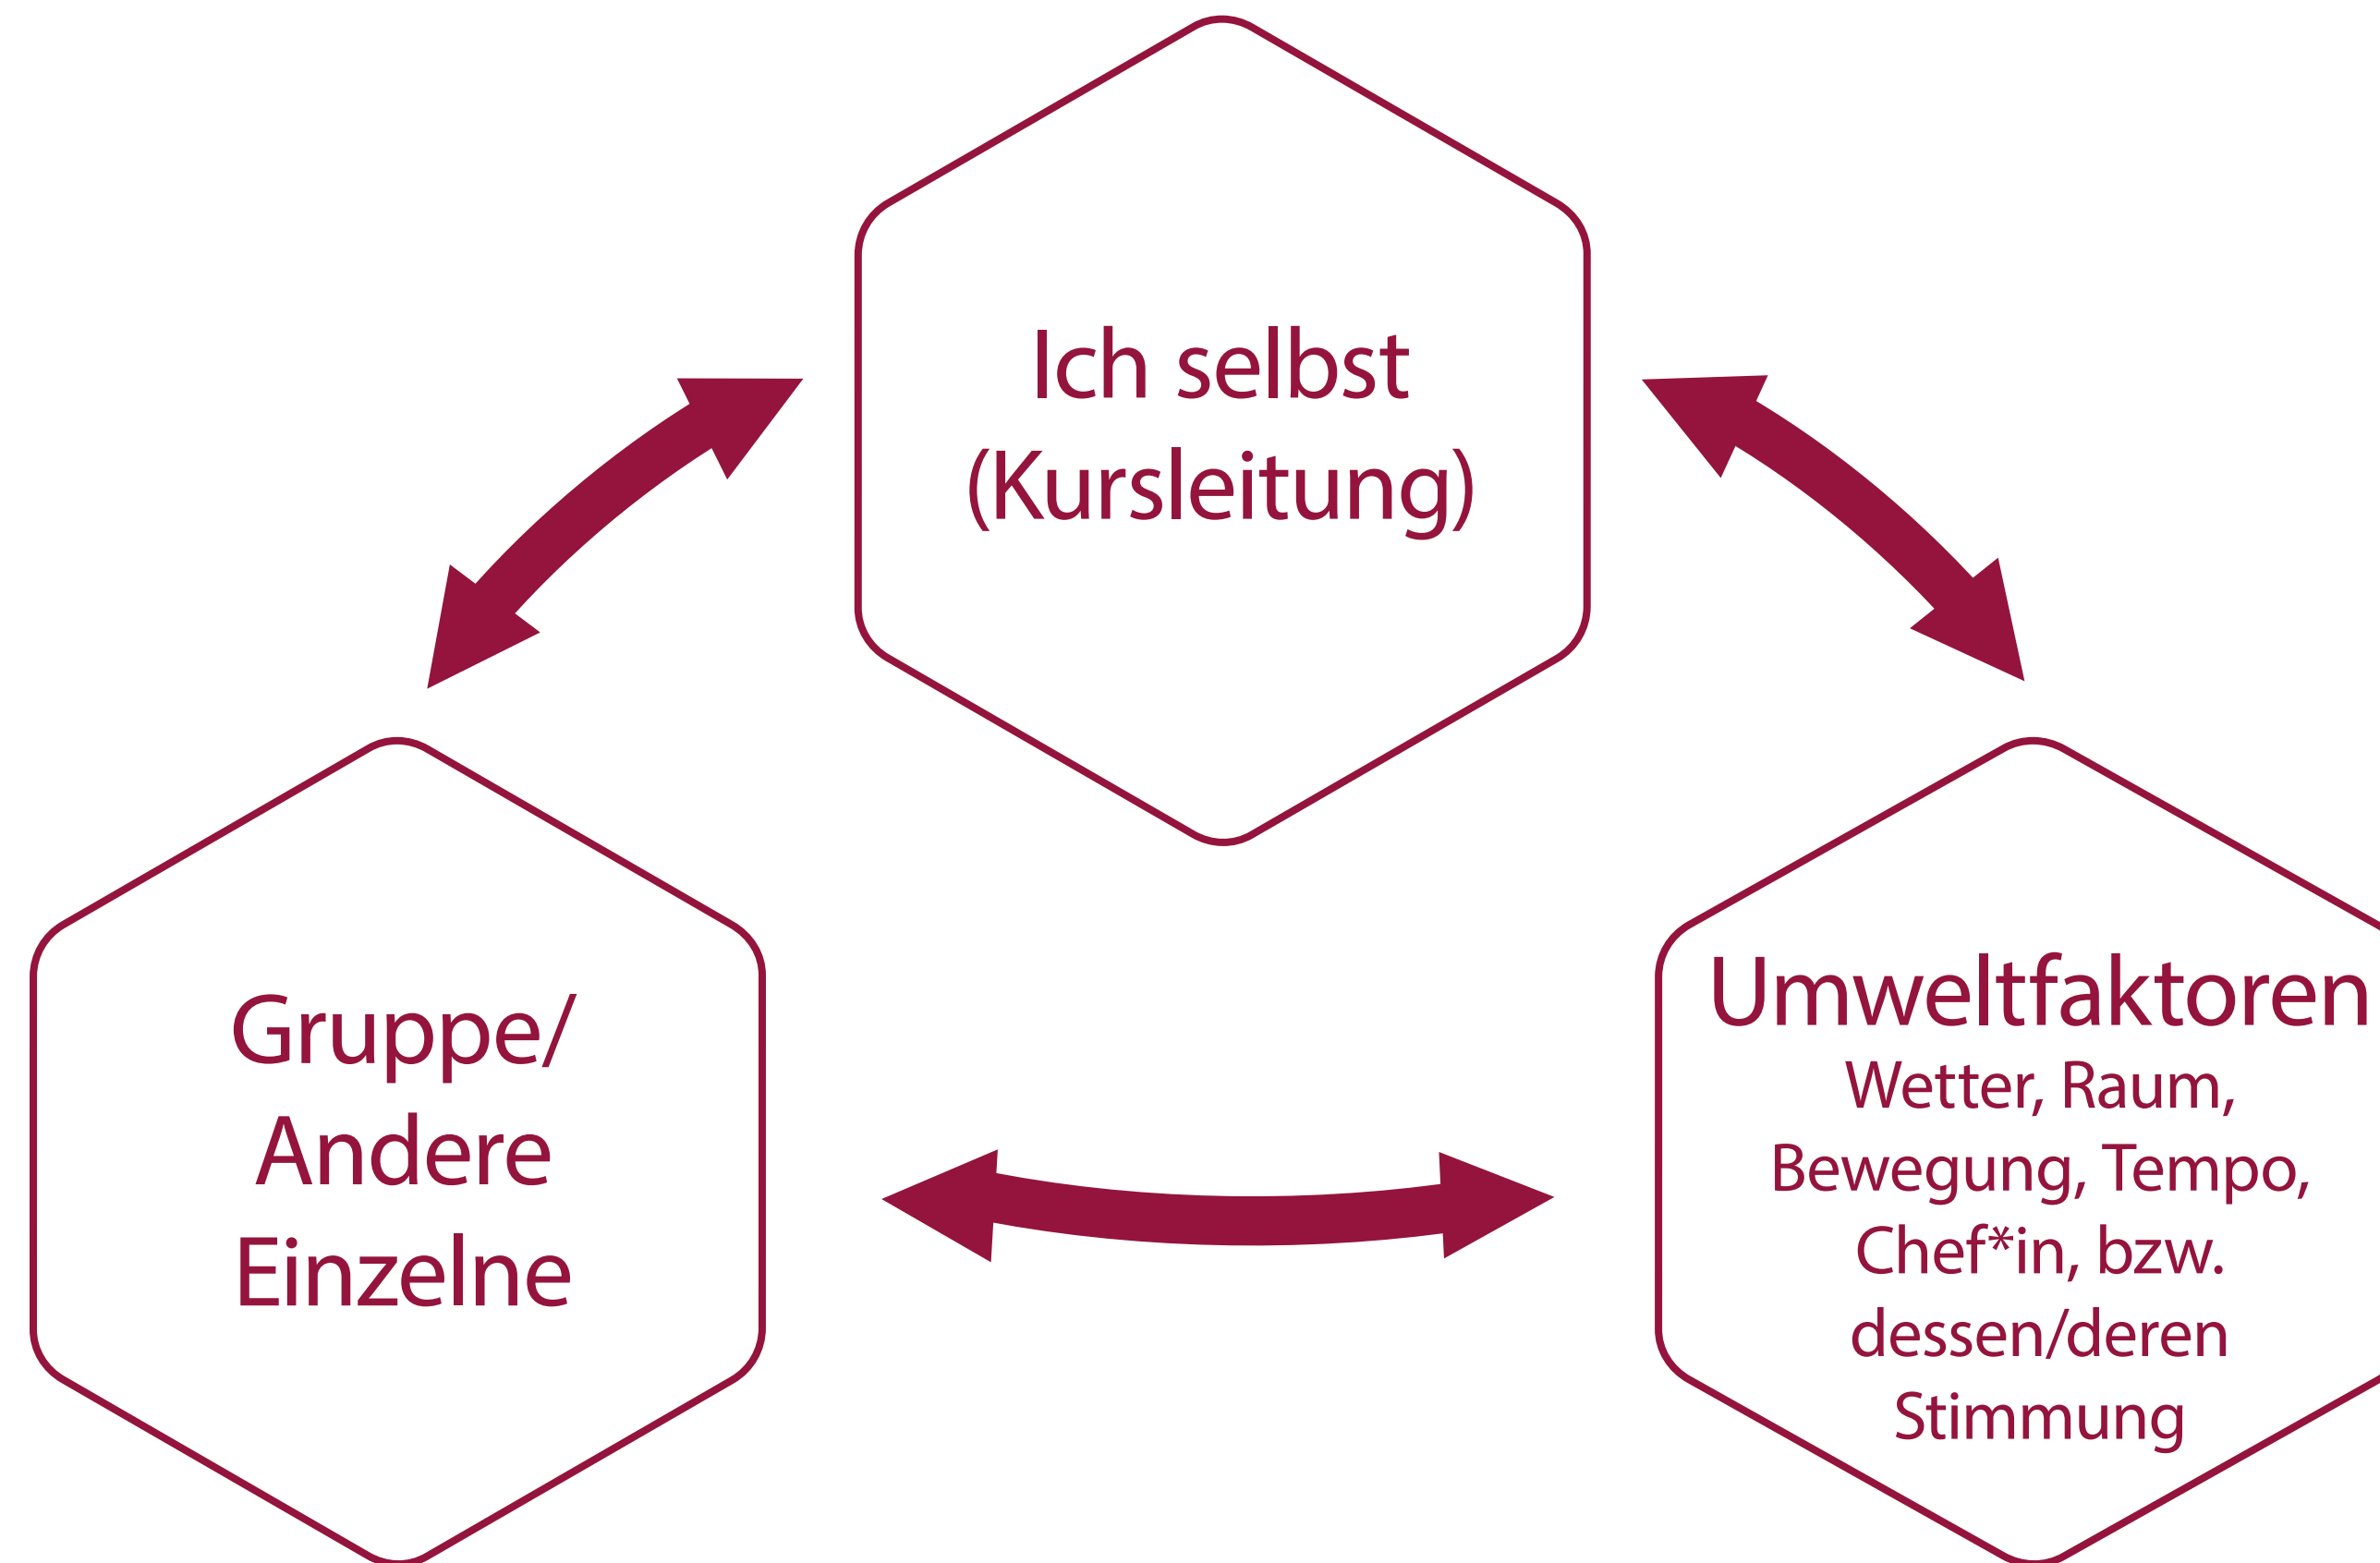 Ich selbst
(Kursleitung)
Gruppe/
Andere
Einzelne
Umweltfaktoren
Wetter, Raum,
Bewegung, Tempo,
Chef*in, bzw.
dessen/deren
Stimmung